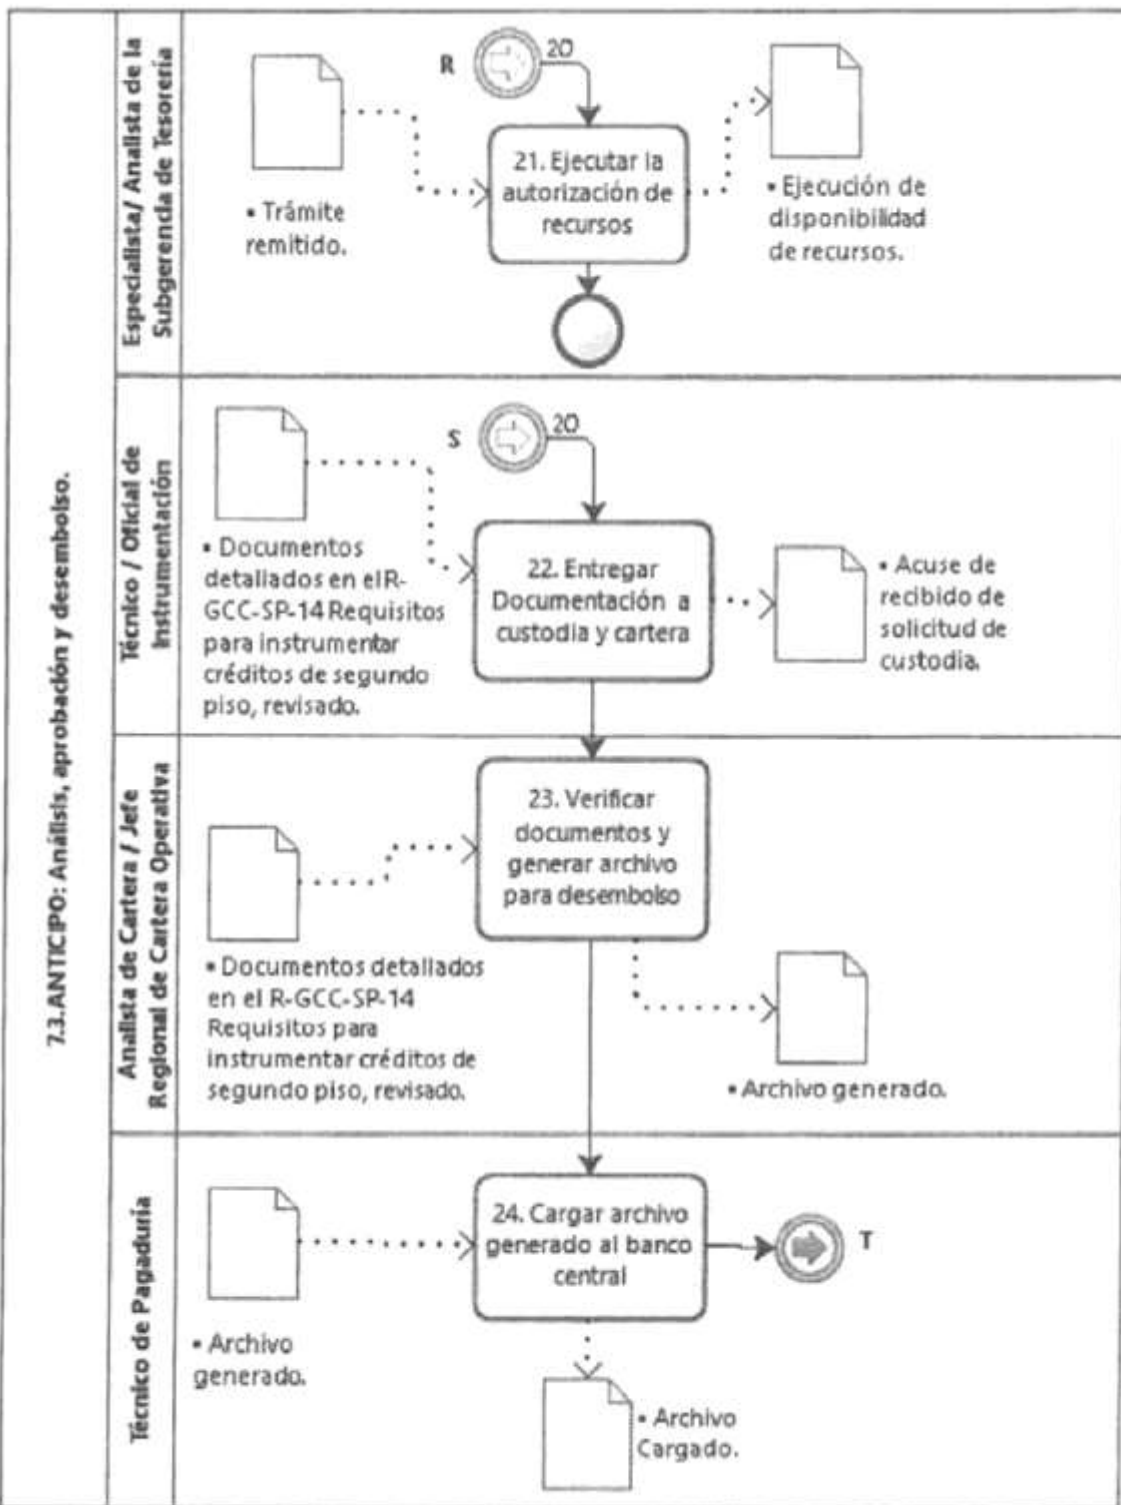 7.3.ANTICIPO: Análisis, aprobación y desembolso.
Especialista/ Analista de la
Subgerencia de Tesorería
R
20
21. Ejecutar la
autorización de
recursos
▪ Trámite
remitido.
▪ Ejecución de
disponibilidad
de recursos.
Técnico / Oficial de
Instrumentación
S
20
▪ Documentos
detallados en el R-
GCC-SP-14 Requisitos
para instrumentar
créditos de segundo
piso, revisado.
22. Entregar
Documentación a
custodia y cartera
▪ Acuse de
recibido de
solicitud de
custodia.
Analista de Cartera / Jefe
Regional de Cartera Operativa
23. Verificar
documentos y
generar archivo
para desembolso
▪ Documentos detallados
en el R-GCC-SP-14
Requisitos para
instrumentar créditos de
segundo piso, revisado.
▪ Archivo generado.
Técnico de Pagaduría
24. Cargar archivo
generado al banco
central
T
▪ Archivo
generado.
▪ Archivo
Cargado.